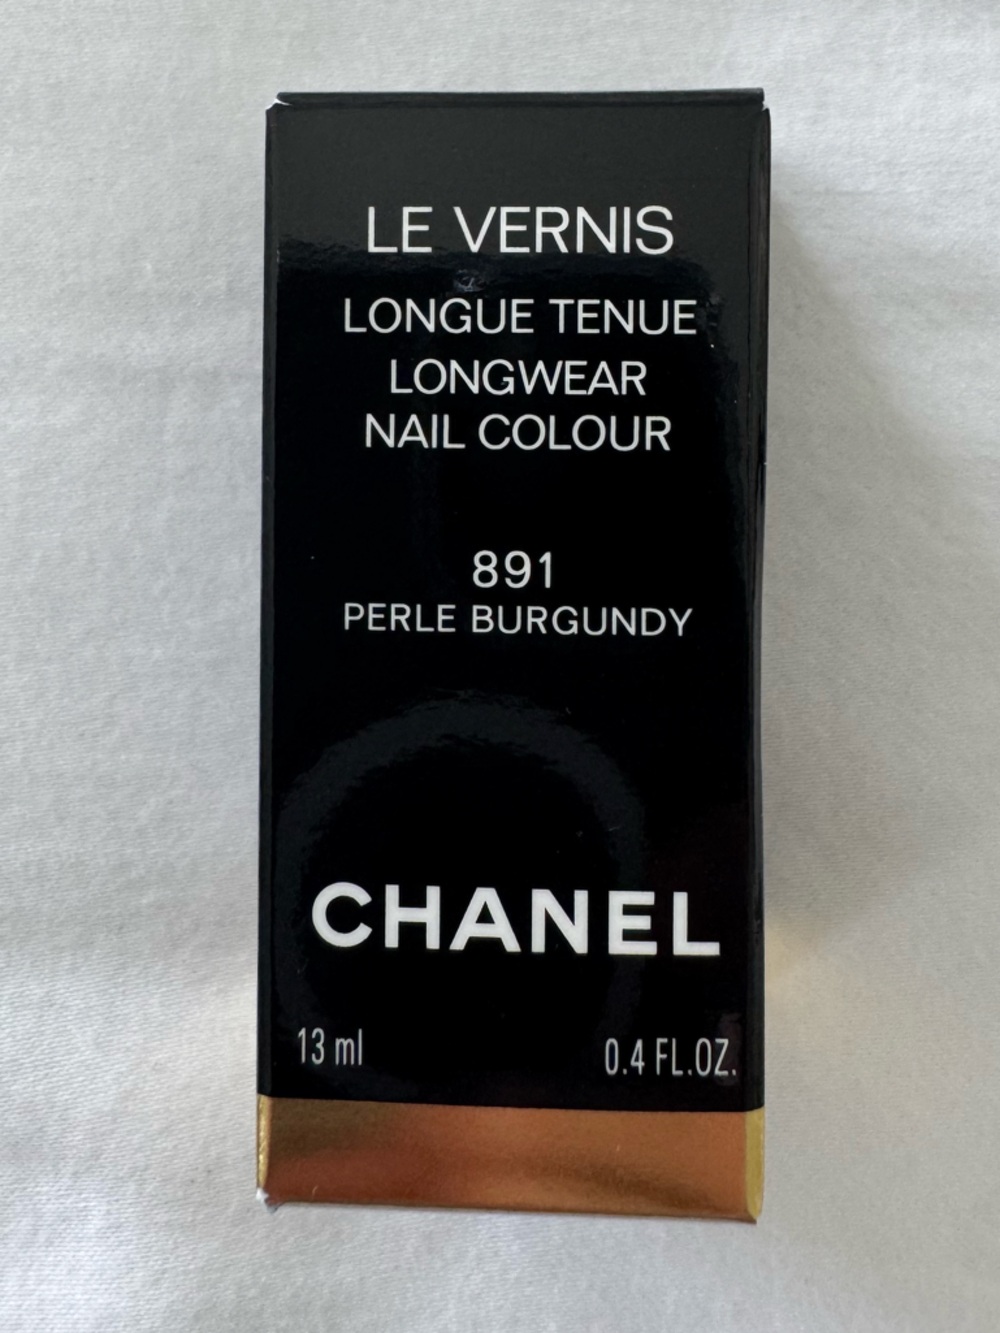 LE VERNIS
LONGUE TENUE
LONGWEAR
NAIL COLOUR
891
PERLE BURGUNDY
CHANEL
13 ml 0.4 FL.OZ.